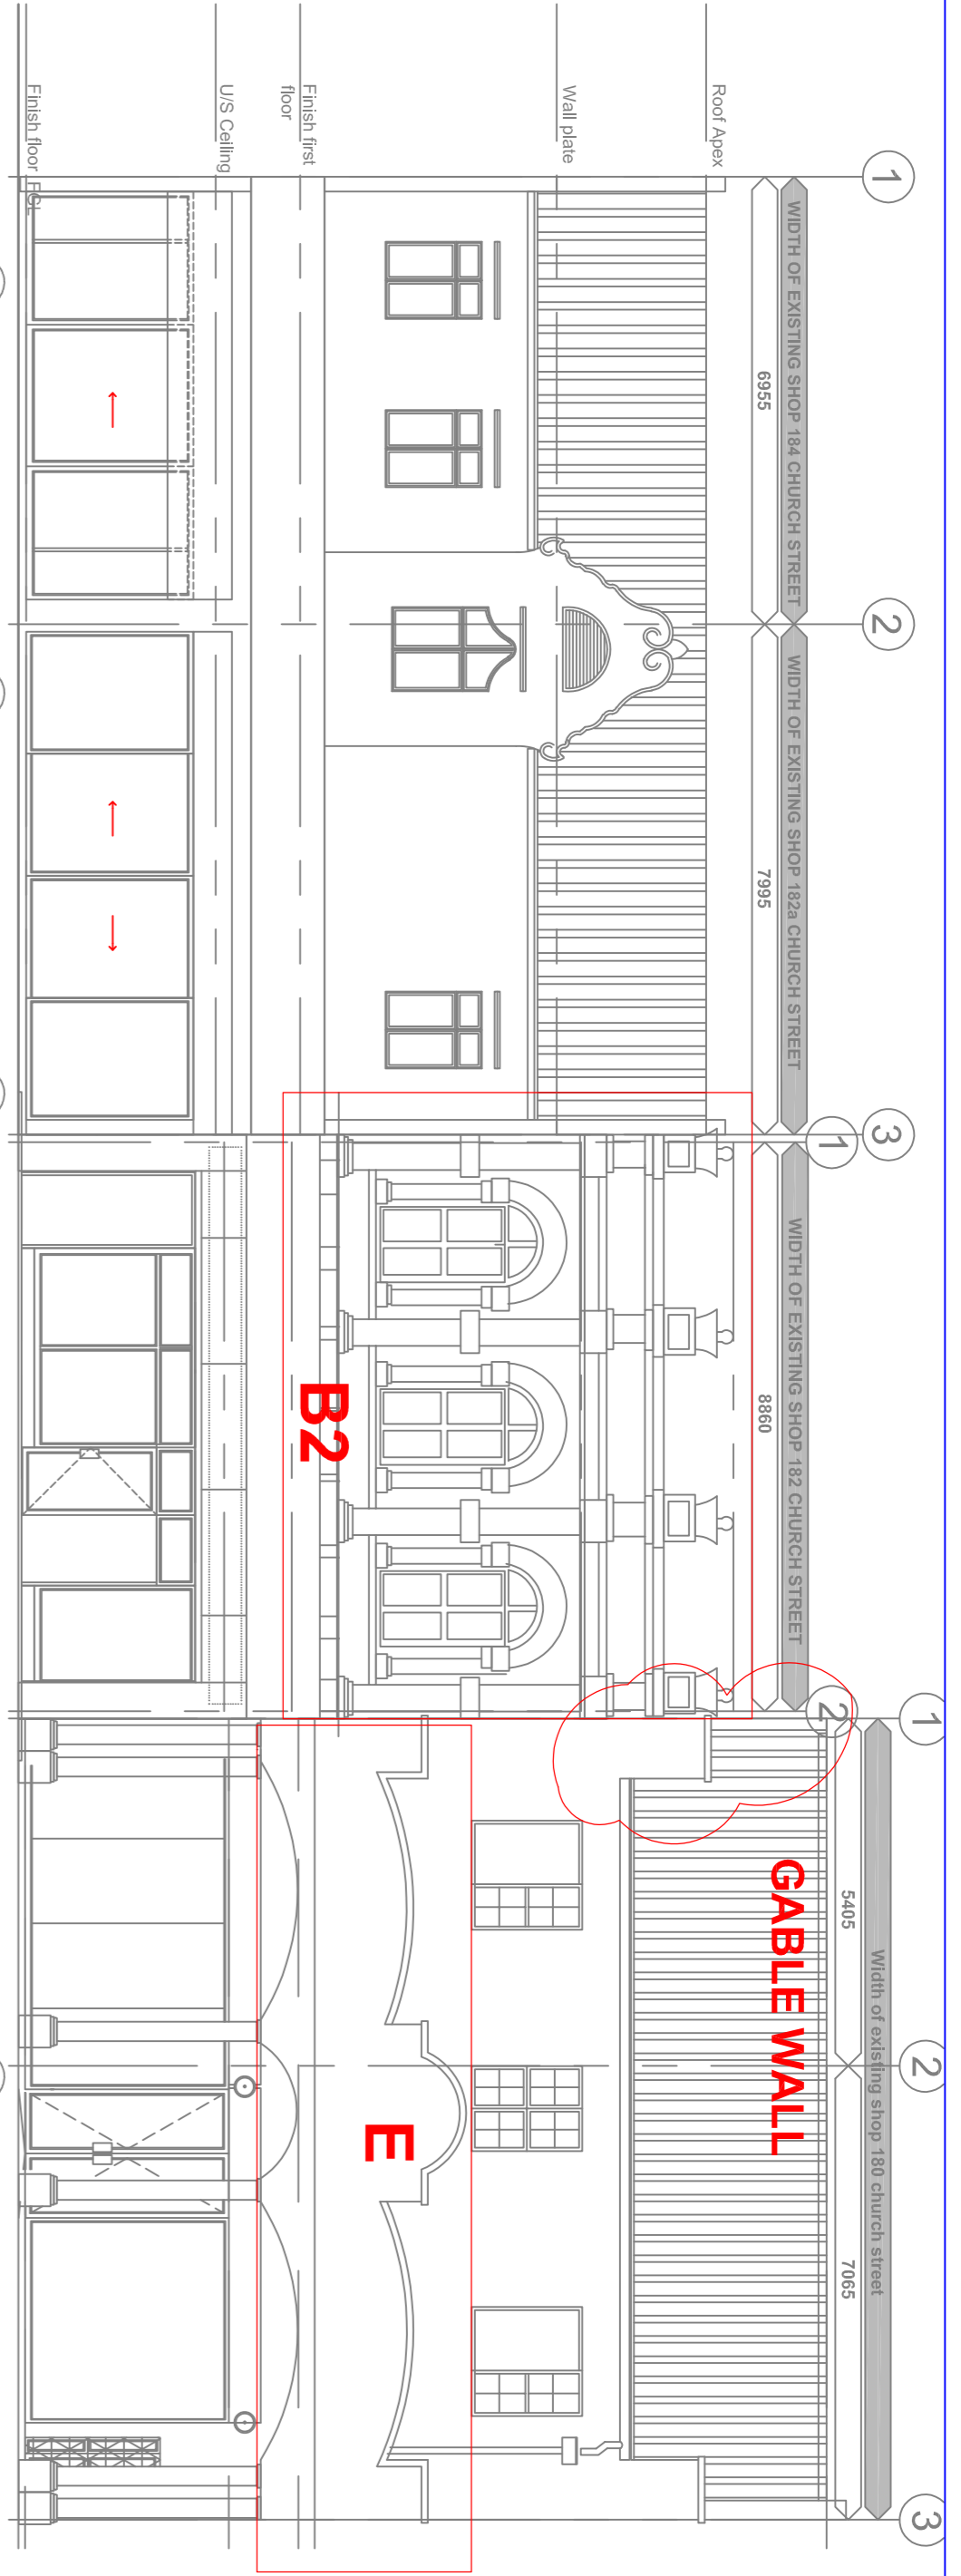 1
2
3
1
2
1
2
3
WIDTH OF EXISTING SHOP 184 CHURCH STREET
WIDTH OF EXISTING SHOP 182a CHURCH STREET
WIDTH OF EXISTING SHOP 182 CHURCH STREET
Width of existing shop 180 church street
6955
7995
8860
5405
7065
Roof Apex
GABLE WALL
Wall plate
Finish first
floor
B2
E
U/S Ceiling
Finish floor FGL